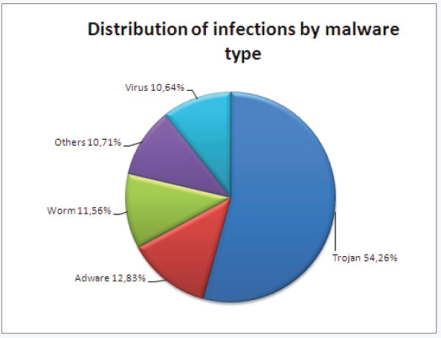 Distribution of infections by malware
type
Virus 10,64%
Others 10,71%
Worm 11,56%
Adware 12,83%
Trojan 54,26%